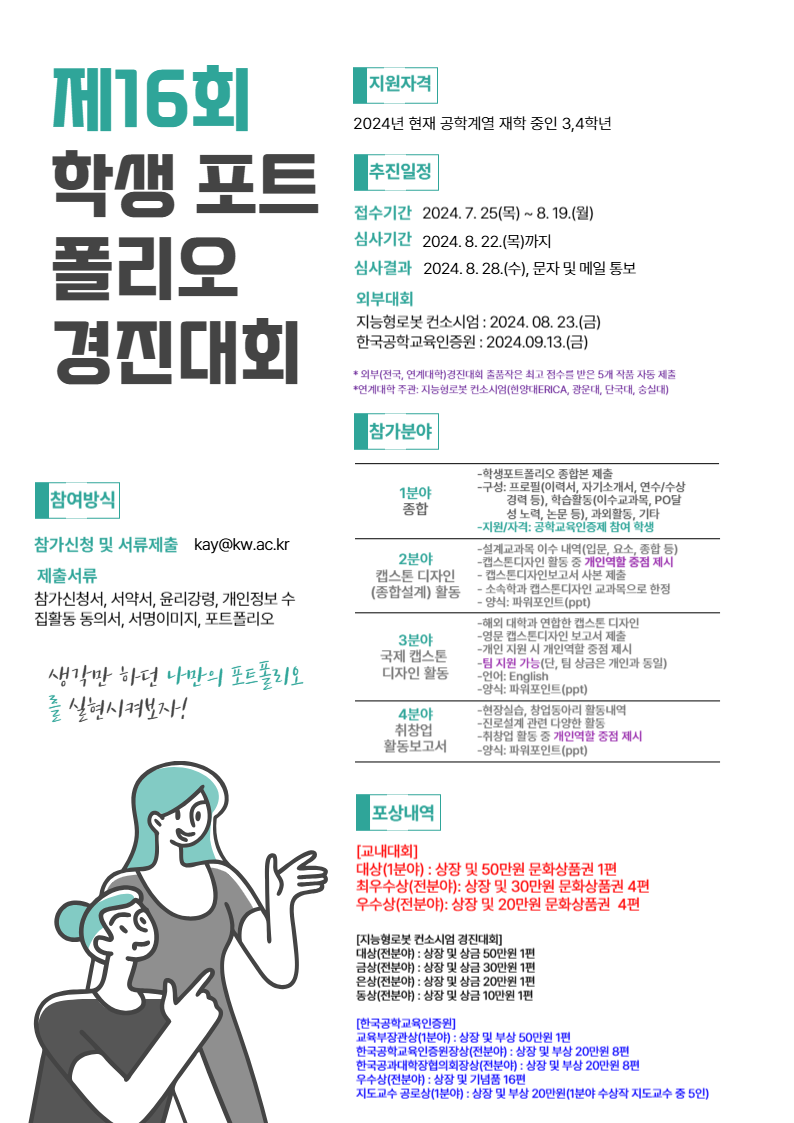 제16회
학생 포트
폴리오
경진대회
참여방식
참가신청 및 서류제출 kay@kw.ac.kr
제출서류
참가신청서, 서약서, 윤리강령, 개인정보 수
집활동 동의서, 서명이미지, 포트폴리오
생각만 하던 나만의 포트폴리오
를 실현시켜보자!
지원자격
2024년 현재 공학계열 재학 중인 3,4학년
추진일정
접수기간 2024. 7. 25(목) ~ 8. 19.(월)
심사기간 2024. 8. 22.(목)까지
심사결과 2024. 8. 28.(수), 문자 및 메일 통보
외부대회
지능형로봇 컨소시엄 : 2024. 08. 23.(금)
한국공학교육인증원 : 2024.09.13.(금)
* 외부(전국, 연계대학)경진대회 출품작은 최고 점수를 받은 5개 작품 자동 제출
*연계대학 주관: 지능형로봇 컨소시엄(한양대ERICA, 광운대, 단국대, 숭실대)
참가분야
1분야
종합
-학생포트폴리오 종합본 제출
-구성: 프로필(이력서, 자기소개서, 연수/수상
경력 등), 학습활동(이수교과목, PO달
성 노력, 논문 등), 과외활동, 기타
-지원/자격: 공학교육인증제 참여 학생
2분야
캡스톤 디자인
(종합설계) 활동
-설계교과목 이수 내역(입문, 요소, 종합 등)
-캡스톤디자인 활동 중 개인역할 중점 제시
- 캡스톤디자인보고서 사본 제출
- 소속학과 캡스톤디자인 교과목으로 한정
- 양식: 파워포인트(ppt)
3분야
국제 캡스톤
디자인 활동
-해외 대학과 연합한 캡스톤 디자인
-영문 캡스톤디자인 보고서 제출
-개인 지원 시 개인역할 중점 제시
-팀 지원 가능(단, 팀 상금은 개인과 동일)
-언어: English
-양식: 파워포인트(ppt)
4분야
취창업
활동보고서
-현장실습, 창업동아리 활동내역
-진로설계 관련 다양한 활동
-취창업 활동 중 개인역할 중점 제시
-양식: 파워포인트(ppt)
포상내역
[교내대회]
대상(1분야) : 상장 및 50만원 문화상품권 1편
최우수상(전분야): 상장 및 30만원 문화상품권 4편
우수상(전분야): 상장 및 20만원 문화상품권 4편
[지능형로봇 컨소시엄 경진대회]
대상(전분야) : 상장 및 상금 50만원 1편
금상(전분야) : 상장 및 상금 30만원 1편
은상(전분야) : 상장 및 상금 20만원 1편
동상(전분야) : 상장 및 상금 10만원 1편
[한국공학교육인증원]
교육부장관상(1분야) : 상장 및 부상 50만원 1편
한국공학교육인증원장상(전분야) : 상장 및 부상 20만원 8편
한국공과대학장협의회장상(전분야) : 상장 및 부상 20만원 8편
우수상(전분야) : 상장 및 기념품 16편
지도교수 공로상(1분야) : 상장 및 부상 20만원(1분야 수상작 지도교수 중 5인)